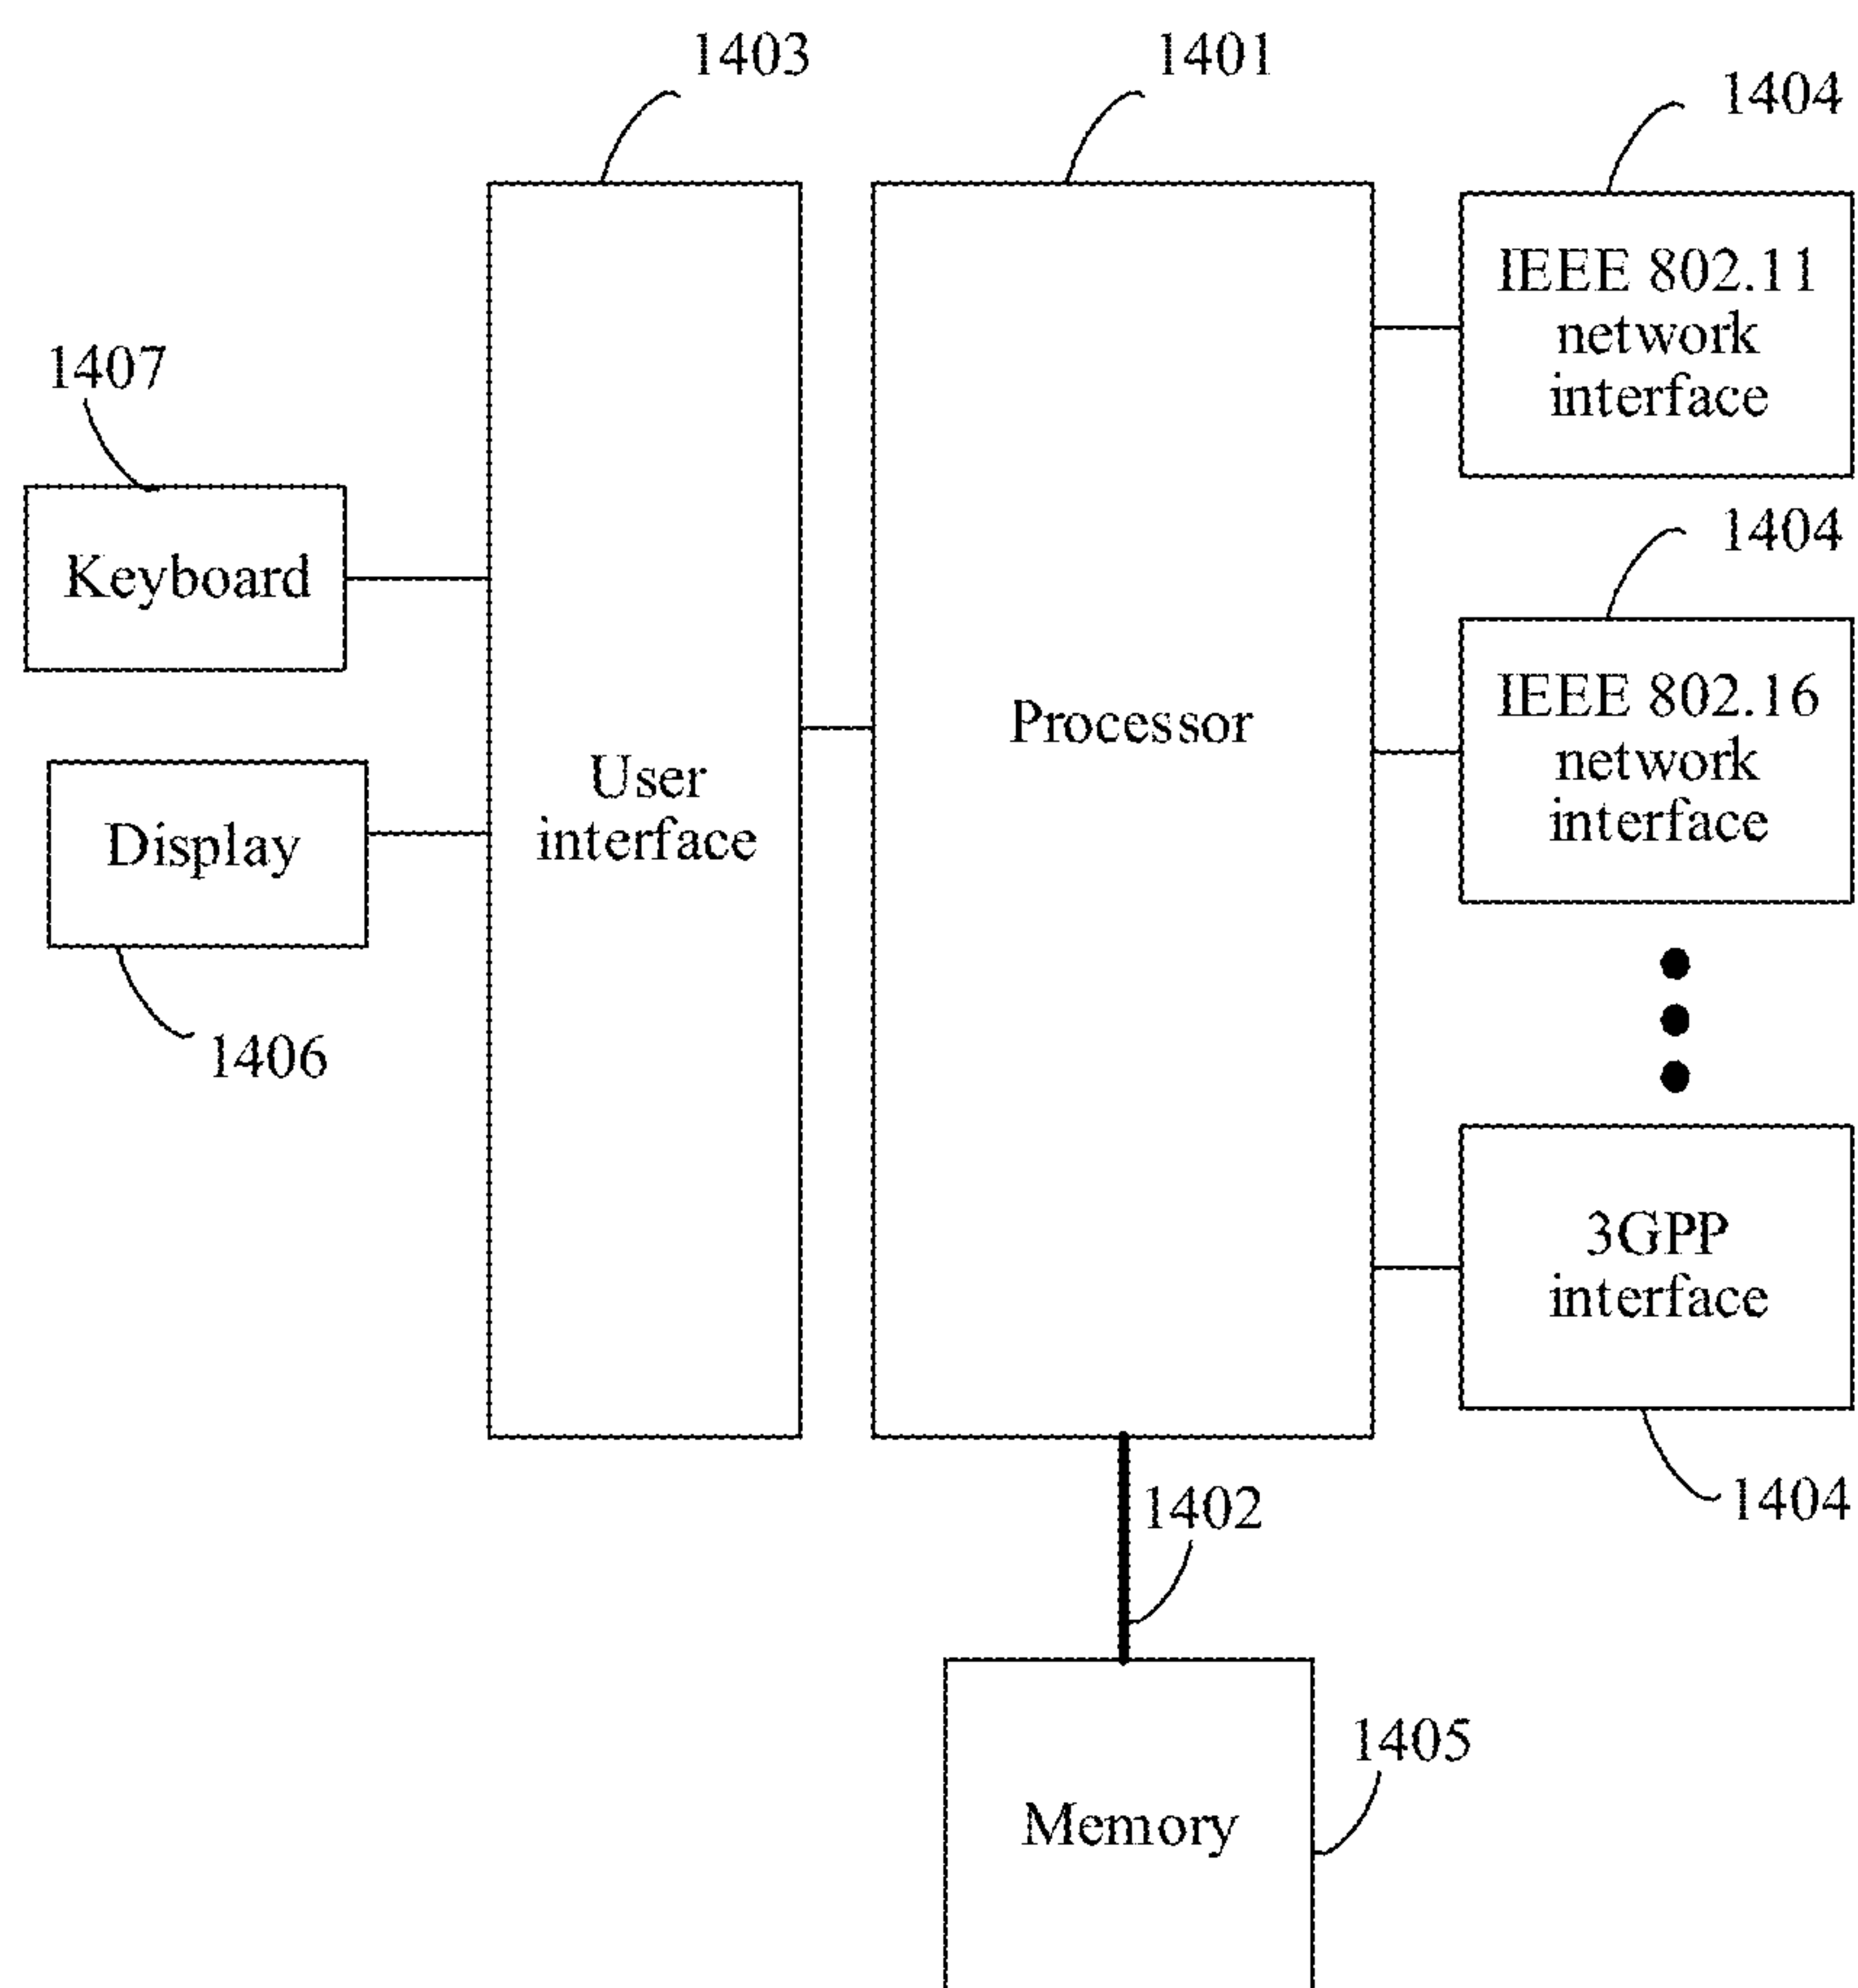 1403
1401
1404
IEEE 802.11
network
interface
1407
Keyboard
1404
IEEE 802.16
network
interface
Processor
User
interface
Display
1406
3GPP
interface
1404
1402
1405
Memory